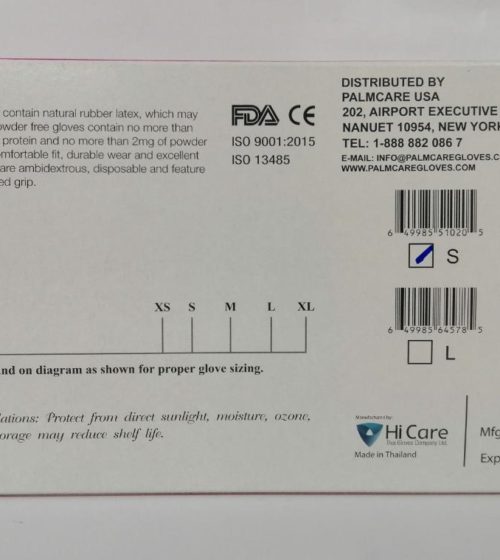 contain natural rubber latex, which may
powder free gloves contain no more than
protein and no more than 2mg of powder
comfortable fit, durable wear and excellent
are ambidextrous, disposable and feature
ed grip.
FDA CE
ISO 9001:2015
ISO 13485
DISTRIBUTED BY
PALMCARE USA
202, AIRPORT EXECUTIVE
NANUET 10954, NEW YORK
TEL: 1-888 882 086 7
E-MAIL: INFO@PALMCAREGLOVES.C
WWW.PALMCAREGLOVES.COM
6 49985 51020 5
S
6 49985 64578 5
L
XS S M L XL
and on diagram as shown for proper glove sizing.
lations: Protect from direct sunlight, moisture, ozone,
orage may reduce shelf life.
Manufactured by:
Hi Care
Thai Gloves Company Ltd.
Made in Thailand
Mfg
Exp